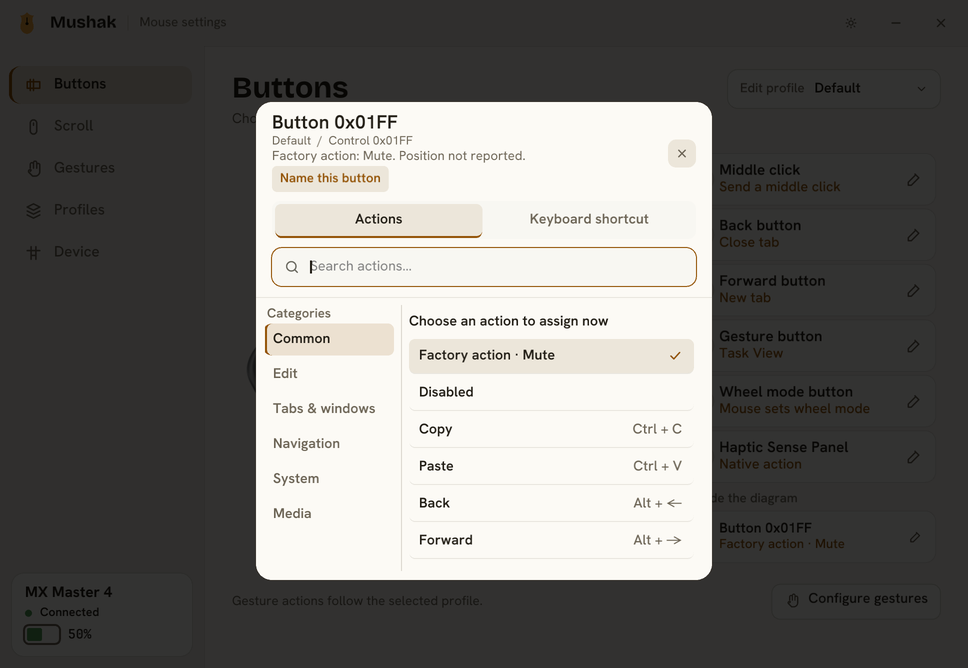 Mushak
Mouse settings
Buttons
Scroll
Gestures
Profiles
Device
MX Master 4
Connected
50%
Buttons
Edit profile Default
Button 0x01FF
Default / Control 0x01FF
Factory action: Mute. Position not reported.
Name this button
Actions
Keyboard shortcut
Search actions...
Categories
Common
Edit
Tabs & windows
Navigation
System
Media
Choose an action to assign now
Factory action · Mute
Disabled
Copy Ctrl + C
Paste Ctrl + V
Back Alt + ←
Forward Alt + →
Middle click
Send a middle click
Back button
Close tab
Forward button
New tab
Gesture button
Task View
Wheel mode button
Mouse sets wheel mode
Haptic Sense Panel
Native action
the diagram
Button 0x01FF
Factory action · Mute
Gesture actions follow the selected profile.
Configure gestures